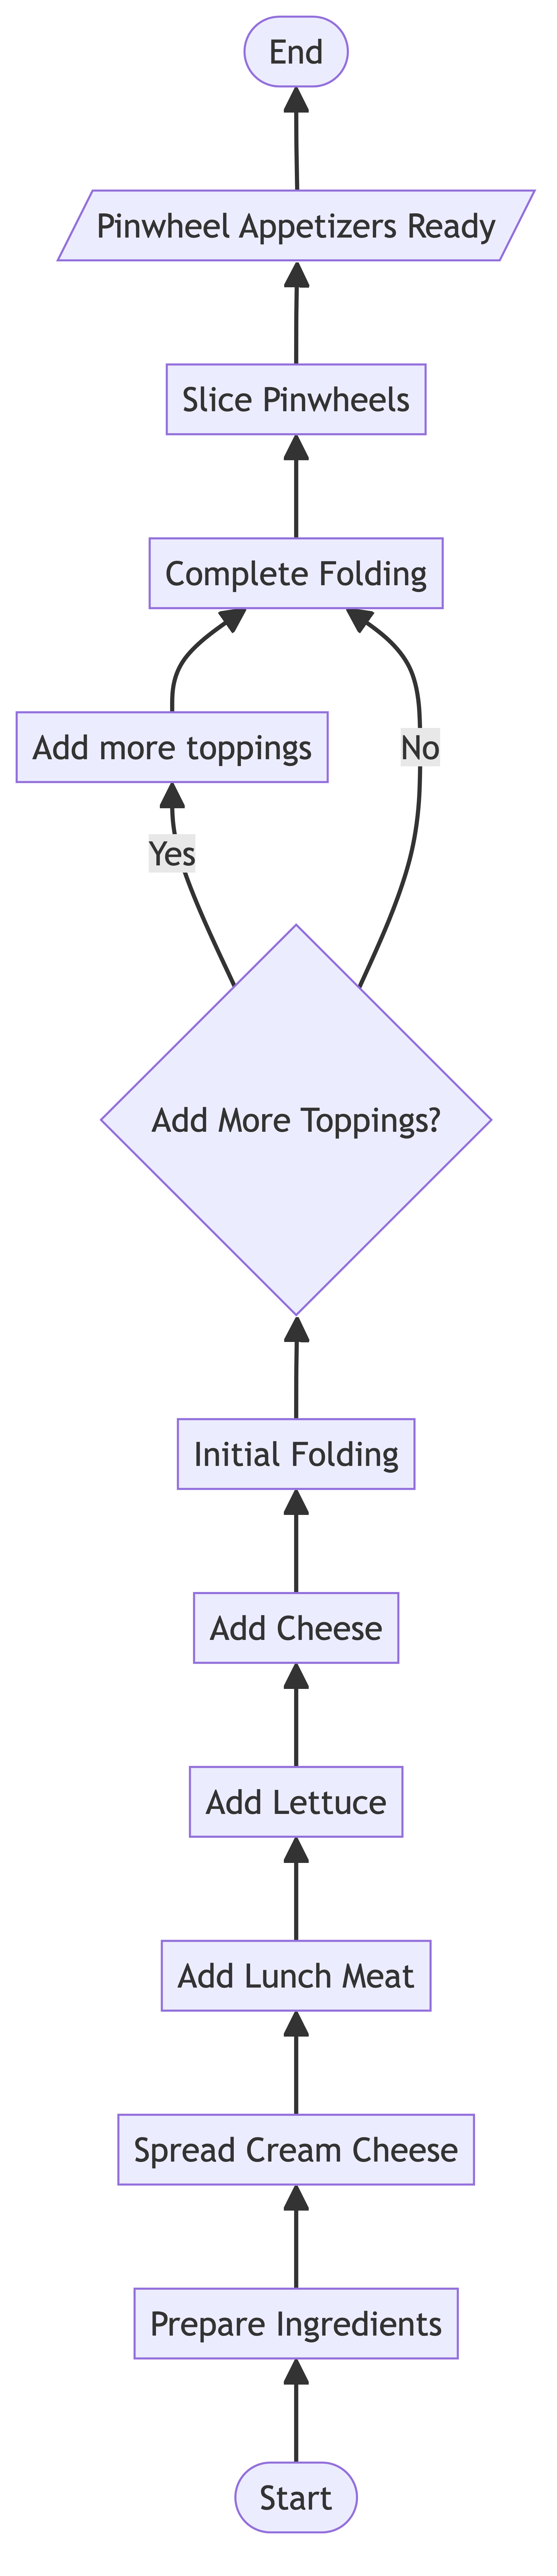 End
Pinwheel Appetizers Ready
Slice Pinwheels
Complete Folding
Add more toppings
No
Yes
Add More Toppings?
Initial Folding
Add Cheese
Add Lettuce
Add Lunch Meat
Spread Cream Cheese
Prepare Ingredients
Start